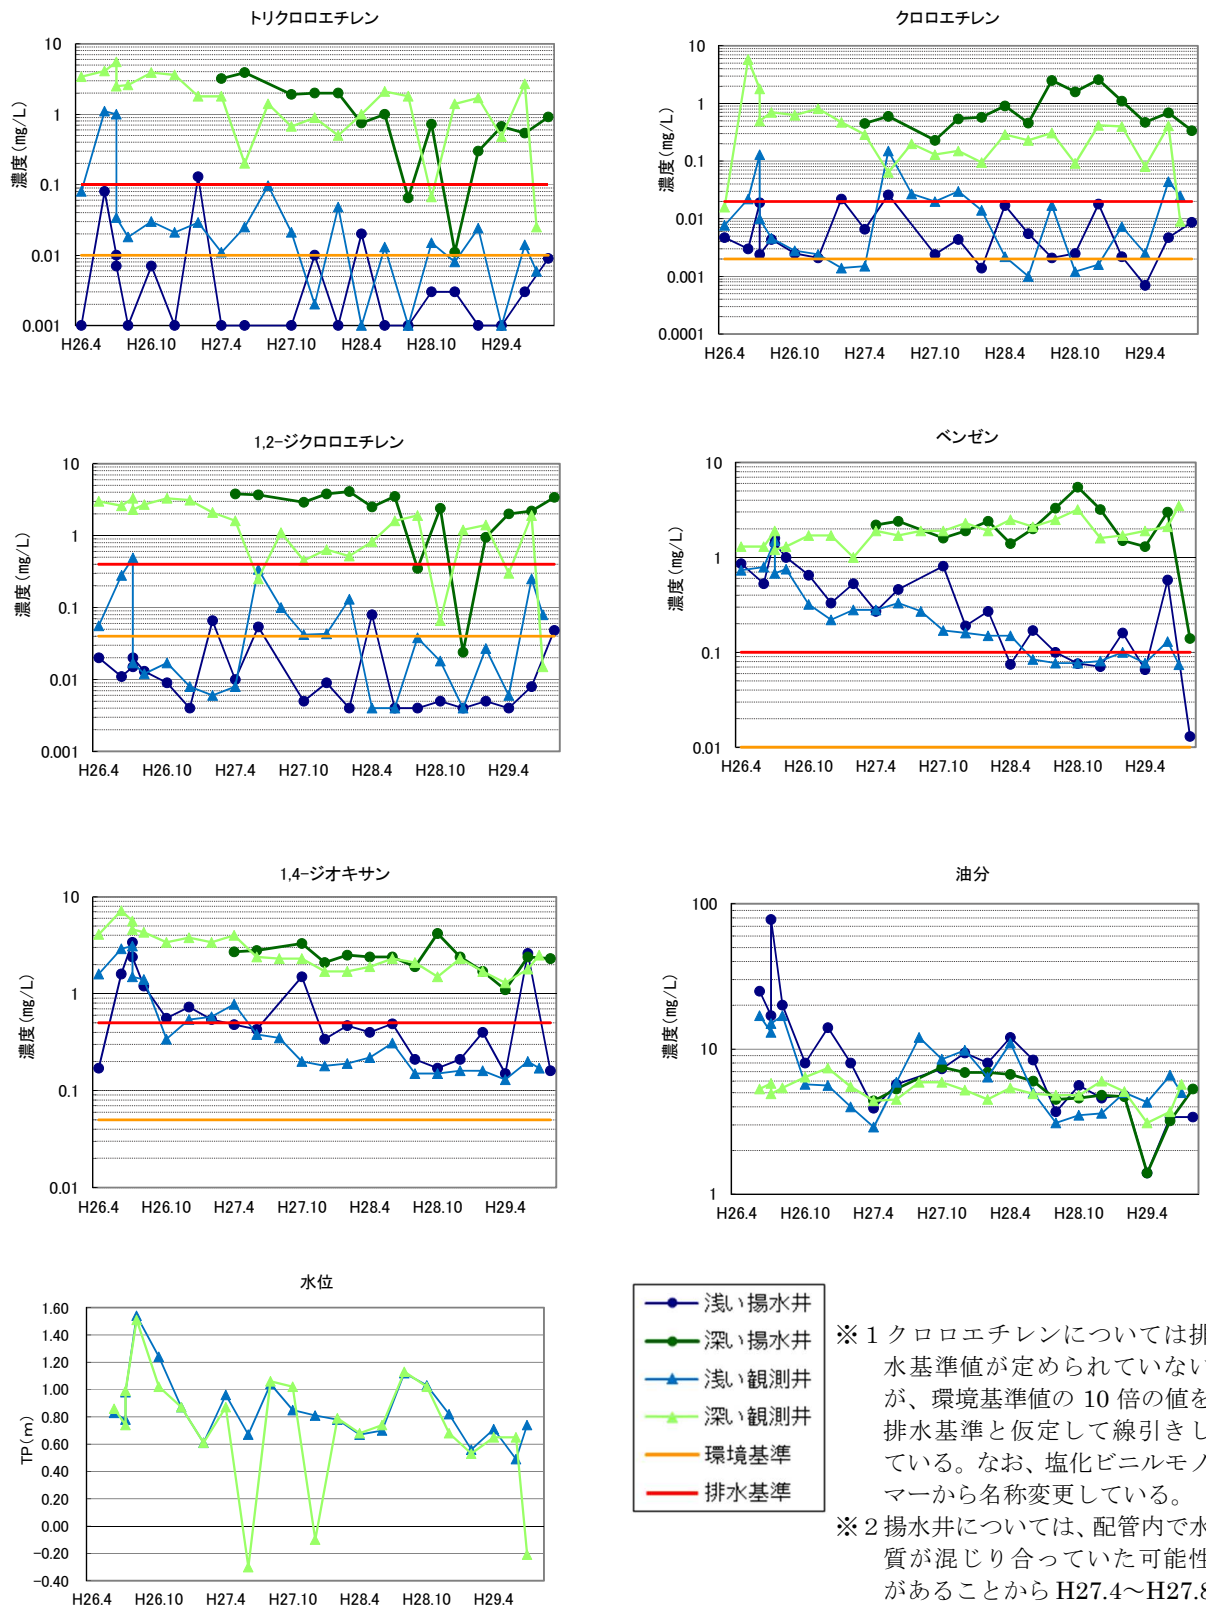 トリクロロエチレン
濃度(mg/L)
10
1
0.1
0.01
0.001
H26.4 H26.10 H27.4 H27.10 H28.4 H28.10 H29.4
クロロエチレン
濃度(mg/L)
10
1
0.1
0.01
0.001
0.0001
H26.4 H26.10 H27.4 H27.10 H28.4 H28.10 H29.4
1,2-ジクロロエチレン
濃度(mg/L)
10
1
0.1
0.01
0.001
H26.4 H26.10 H27.4 H27.10 H28.4 H28.10 H29.4
ベンゼン
濃度(mg/L)
10
1
0.1
0.01
H26.4 H26.10 H27.4 H27.10 H28.4 H28.10 H29.4
1,4-ジオキサン
濃度(mg/L)
10
1
0.1
0.01
H26.4 H26.10 H27.4 H27.10 H28.4 H28.10 H29.4
油分
濃度(mg/L)
100
10
1
H26.4 H26.10 H27.4 H27.10 H28.4 H28.10 H29.4
水位
TP(m)
1.60
1.40
1.20
1.00
0.80
0.60
0.40
0.20
0.00
-0.20
-0.40
H26.4 H26.10 H27.4 H27.10 H28.4 H28.10 H29.4
浅い揚水井
深い揚水井
浅い観測井
深い観測井
環境基準
排水基準
※1クロロエチレンについては排
水基準値が定められていない
が、環境基準値の 10 倍の値を
排水基準と仮定して線引きし
ている。なお、塩化ビニルモノ
マーから名称変更している。
※2揚水井については、配管内で水
質が混じり合っていた可能性
があることから H27.4～H27.8